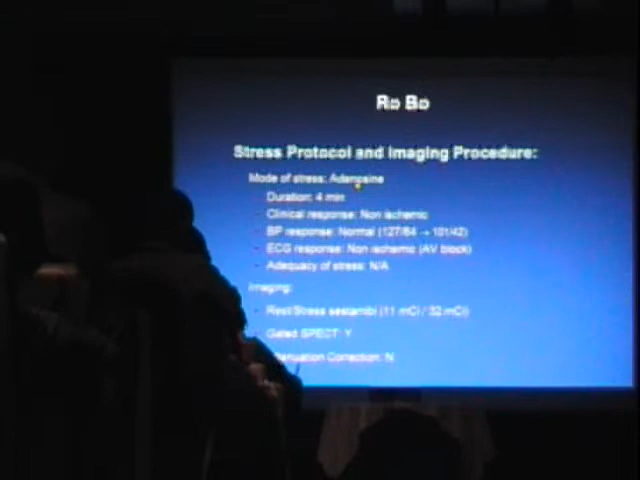 Ro Bo
Stress Protocol and Imaging Procedure:
Mode of stress: Adenosine
- Duration: 4 min
- Clinical response: Non ischemic
- BP response: Normal (127/64 → 101/42)
- ECG response: Non ischemic (AV block)
- Adequacy of stress: N/A
Imaging:
- Rest/Stress sestamibi (11 mCi / 32 mCi)
- Gated SPECT: Y
Attenuation Correction: N